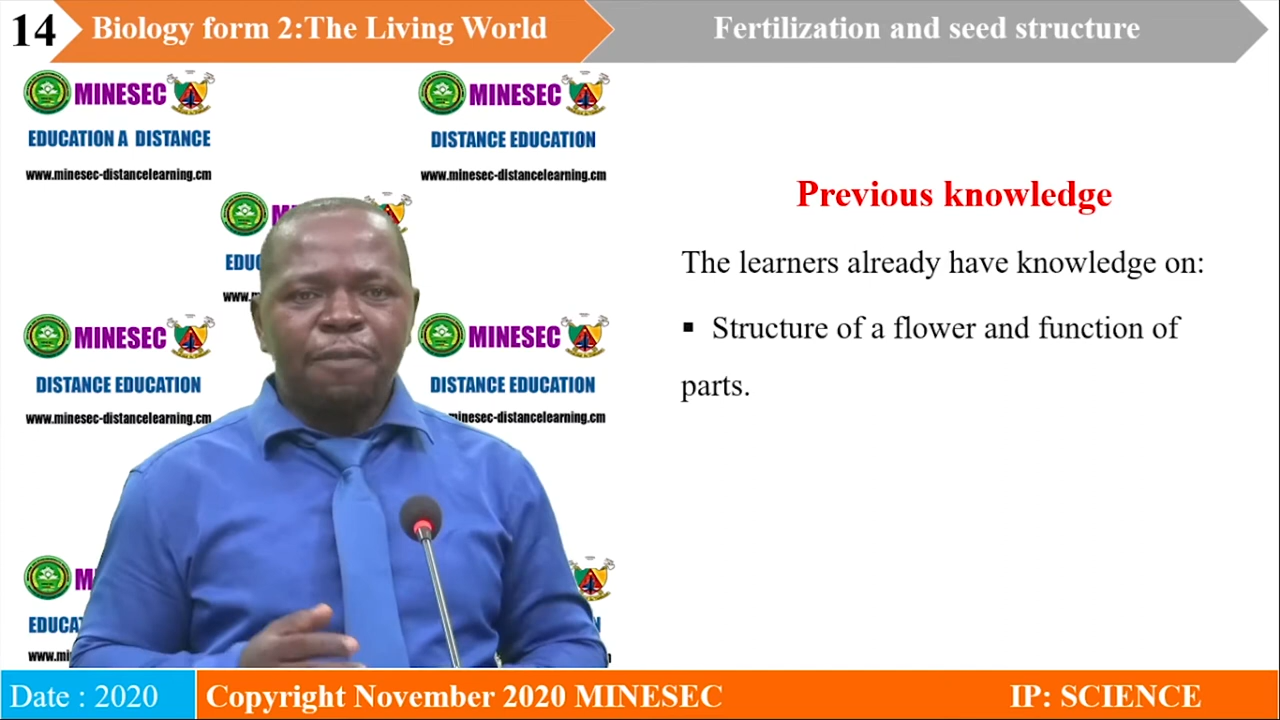 14
Biology form 2:The Living World
Fertilization and seed structure
MINESEC
EDUCATION A DISTANCE
www.minesec-distancelearning.cm
MINESEC
DISTANCE EDUCATION
www.minesec-distancelearning.cm
Previous knowledge
The learners already have knowledge on:
▪ Structure of a flower and function of
parts.
MINESEC
DISTANCE EDUCATION
www.minesec-distancelearning.cm
MINESEC
DISTANCE EDUCATION
Date : 2020
Copyright November 2020 MINESEC
IP: SCIENCE